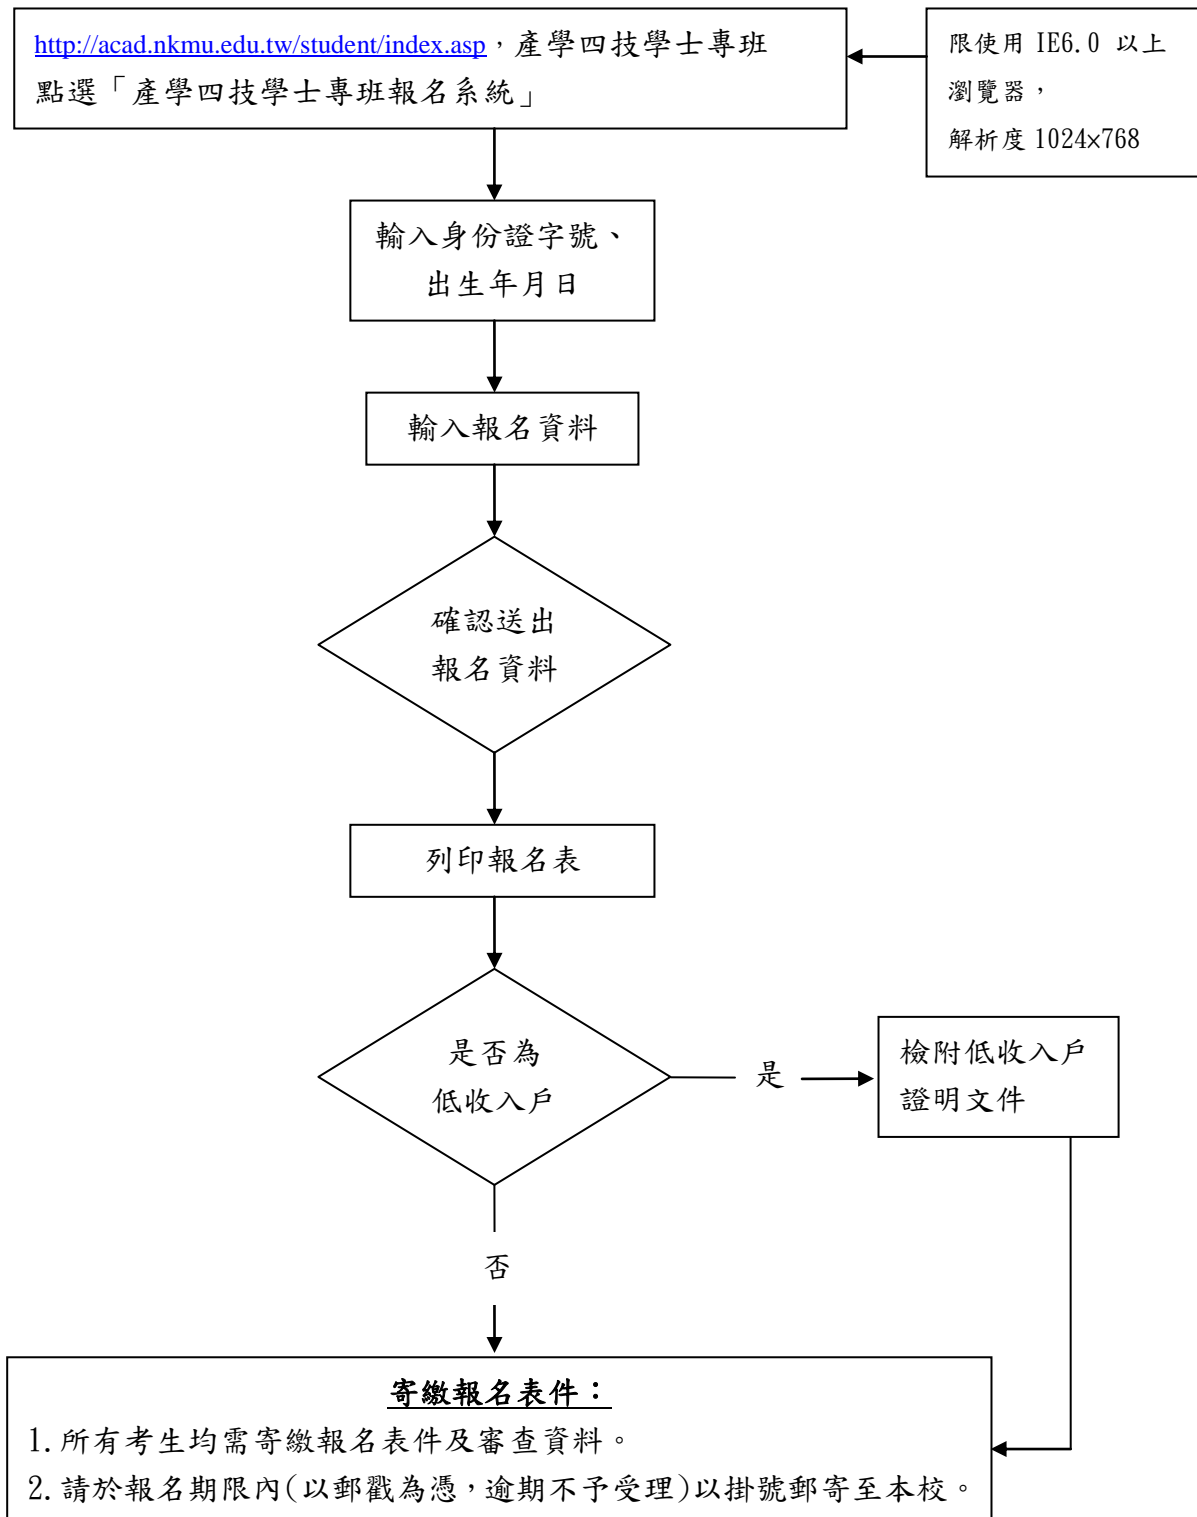 http://acad.nkmu.edu.tw/student/index.asp，產學四技學士專班
點選「產學四技學士專班報名系統」
限使用 IE6.0 以上
瀏覽器，
解析度 1024×768
輸入身份證字號、
出生年月日
輸入報名資料
確認送出
報名資料
列印報名表
是否為
低收入戶
是
檢附低收入戶
證明文件
否
寄繳報名表件：
1.所有考生均需寄繳報名表件及審查資料。
2.請於報名期限內(以郵戳為憑，逾期不予受理)以掛號郵寄至本校。